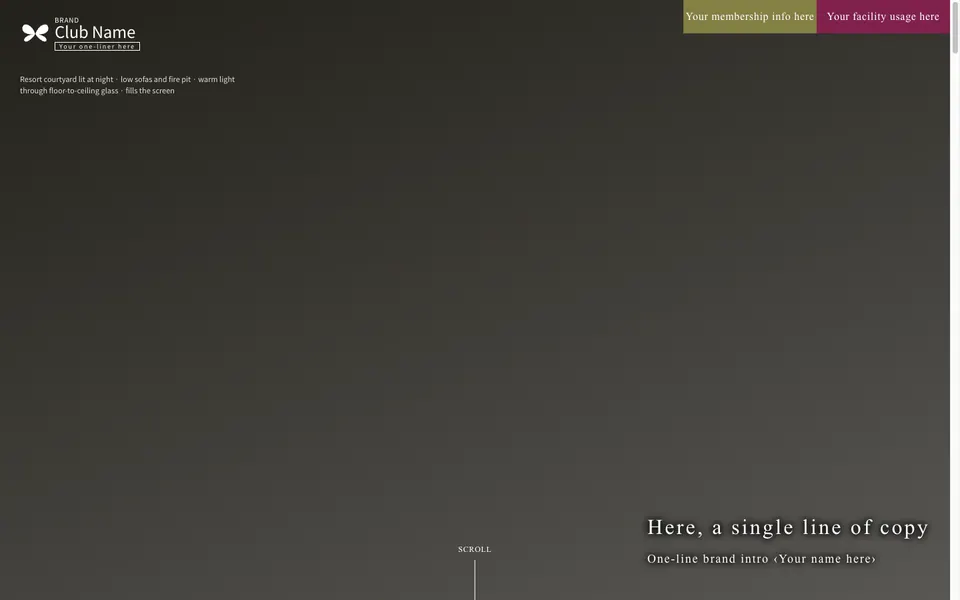 BRAND
Club Name
Your one-liner here
Your membership info here
Your facility usage here
Resort courtyard lit at night · low sofas and fire pit · warm light
through floor-to-ceiling glass · fills the screen
Here, a single line of copy
SCROLL
One-line brand intro ‹Your name here›